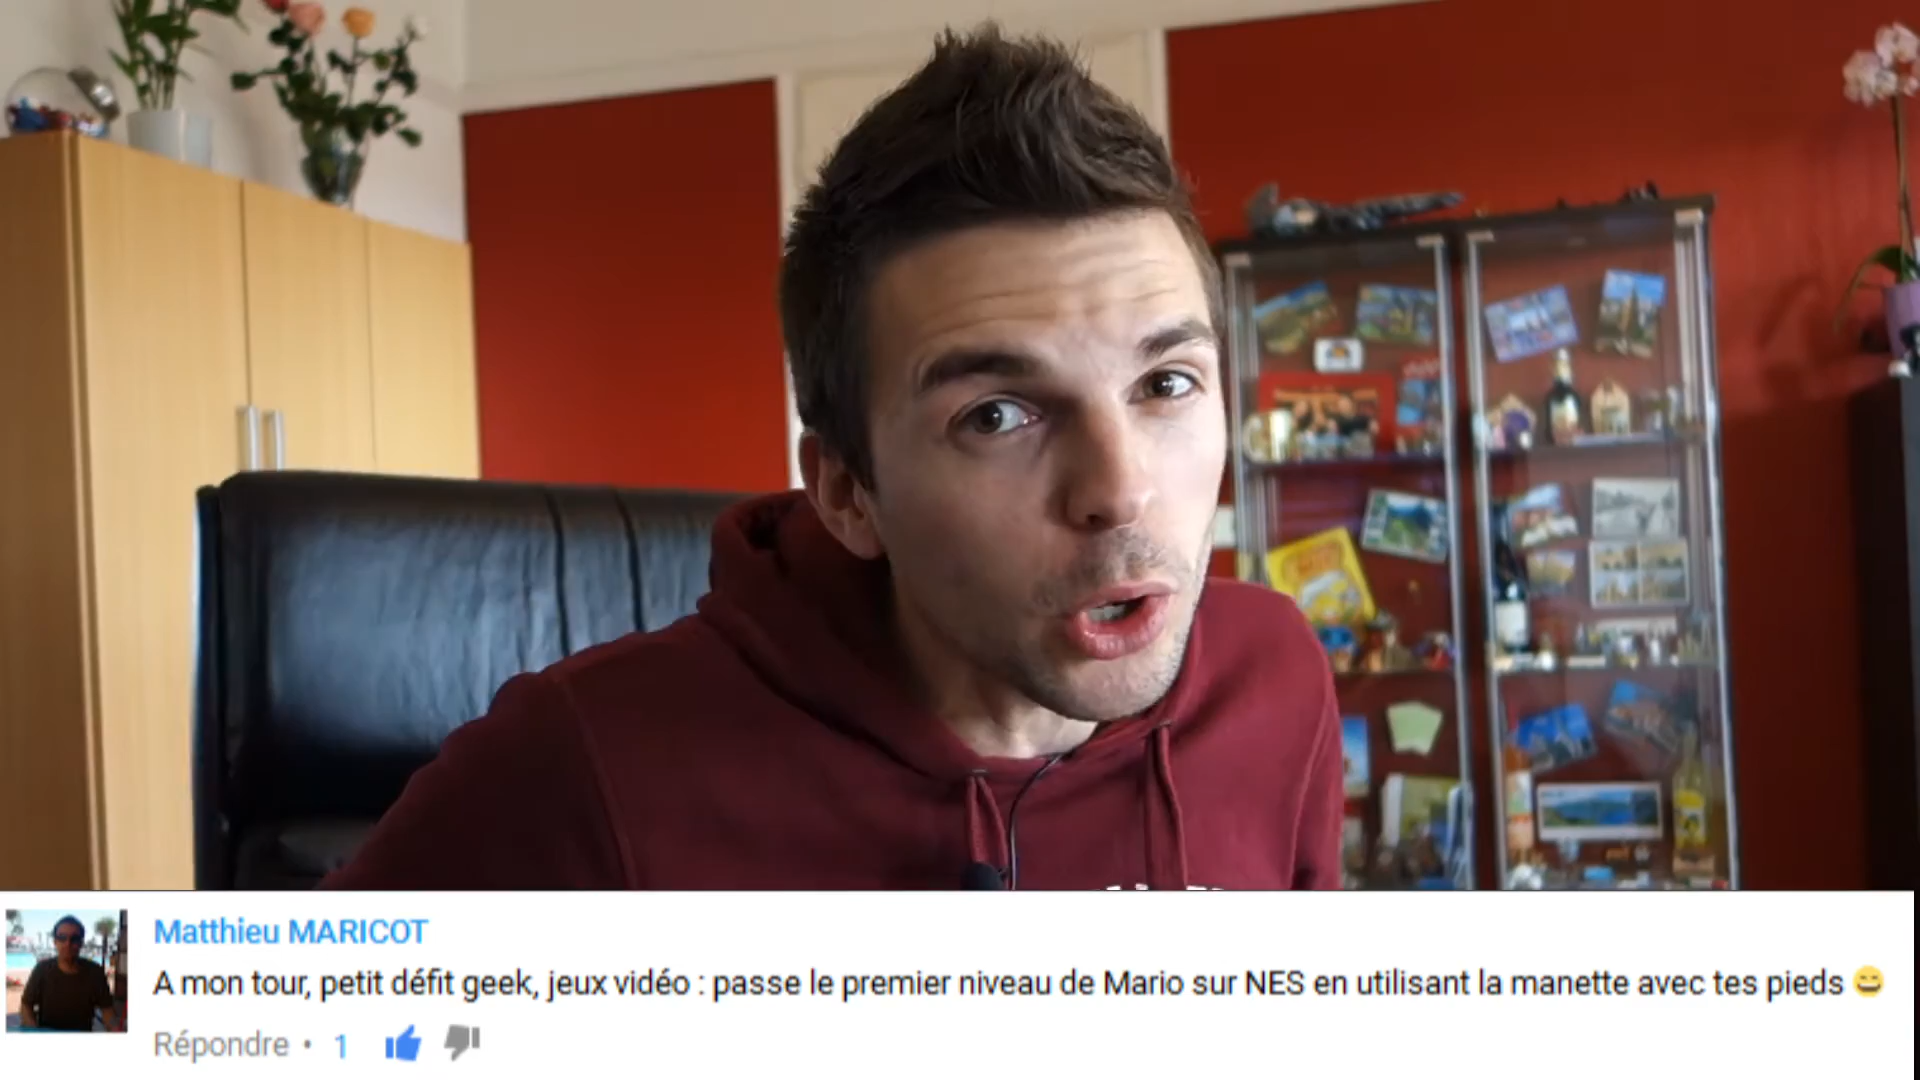 Matthieu MARICOT
A mon tour, petit défit geek, jeux vidéo : passe le premier niveau de Mario sur NES en utilisant la manette avec tes pieds 😄
Répondre • 1